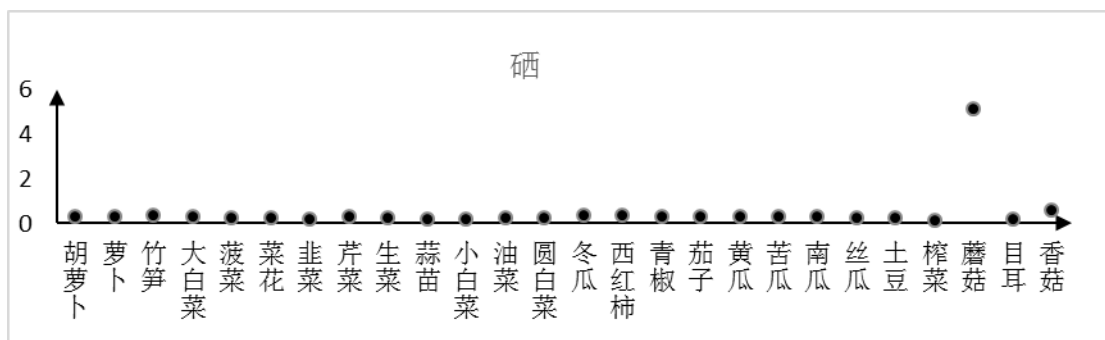 硒
6
4
2
0
胡萝卜
萝卜
竹笋
大白菜
菠菜
菜花
韭菜
芹菜
生菜
蒜苗
小白菜
油菜
圆白菜
冬瓜
西红柿
青椒
茄子
黄瓜
苦瓜
南瓜
丝瓜
土豆
榨菜
蘑菇
目耳
香菇